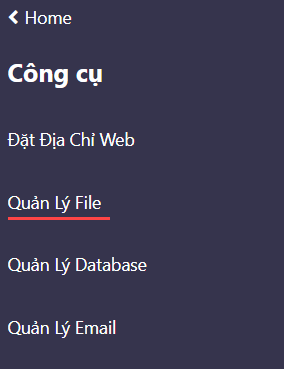 Home
Công cụ
Đặt Địa Chỉ Web
Quản Lý File
Quản Lý Database
Quản Lý Email